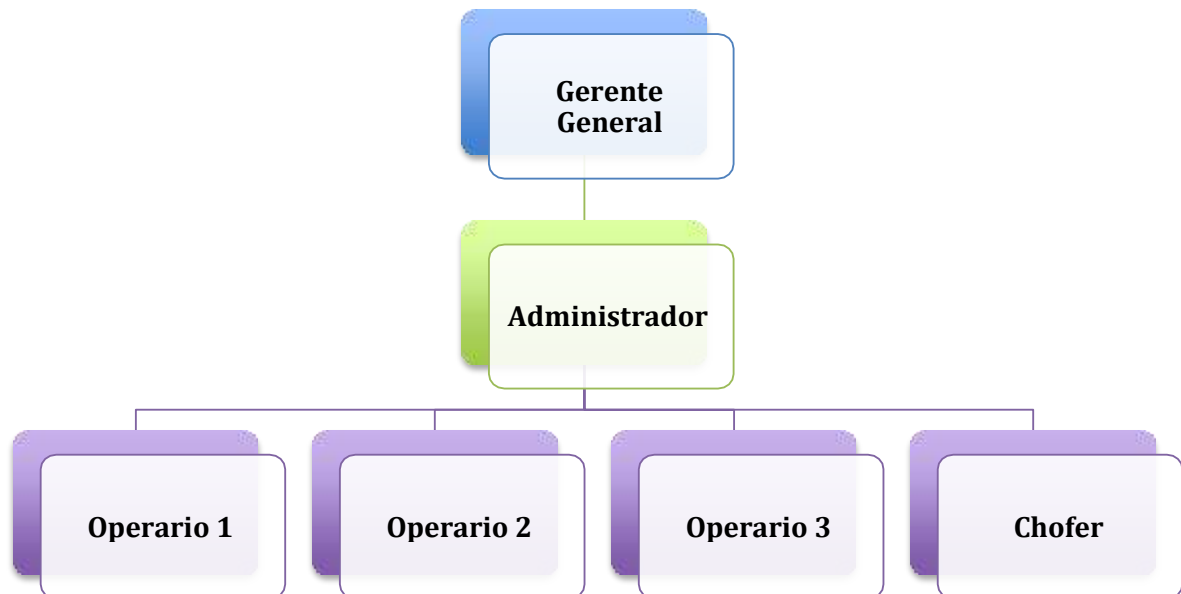 Gerente
General
Administrador
Operario 1
Operario 2
Operario 3
Chofer